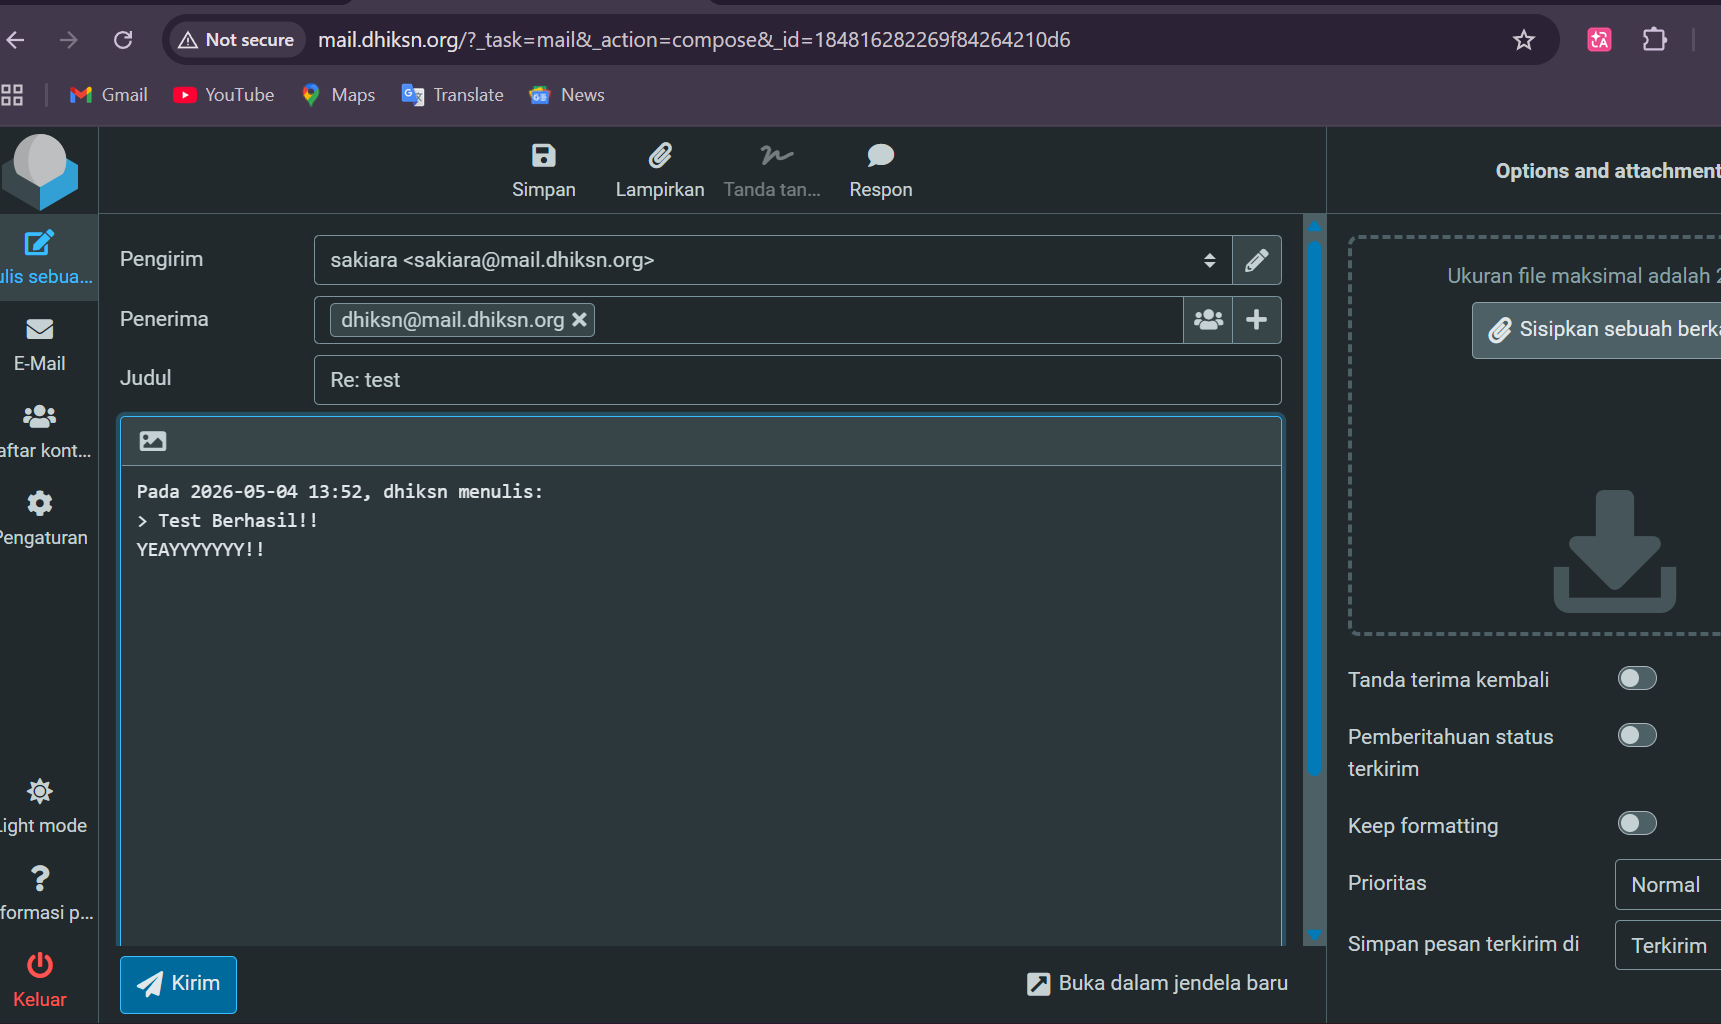 Not secure
mail.dhiksn.org/?_task=mail&_action=compose&_id=184816282269f84264210d6
Gmail
YouTube
Maps
Translate
News
Simpan
Lampirkan
Tanda tan...
Respon
Options and attachment
ulis sebua...
E-Mail
aftar kont...
Pengaturan
Light mode
formasi p...
Keluar
Pengirim
sakiara <sakiara@mail.dhiksn.org>
Penerima
dhiksn@mail.dhiksn.org
Judul
Re: test
Pada 2026-05-04 13:52, dhiksn menulis:
> Test Berhasil!!
YEAYYYYYYY!!
Kirim
Buka dalam jendela baru
Ukuran file maksimal adalah 2
Sisipkan sebuah berka
Tanda terima kembali
Pemberitahuan status
terkirim
Keep formatting
Prioritas
Normal
Simpan pesan terkirim di
Terkirim